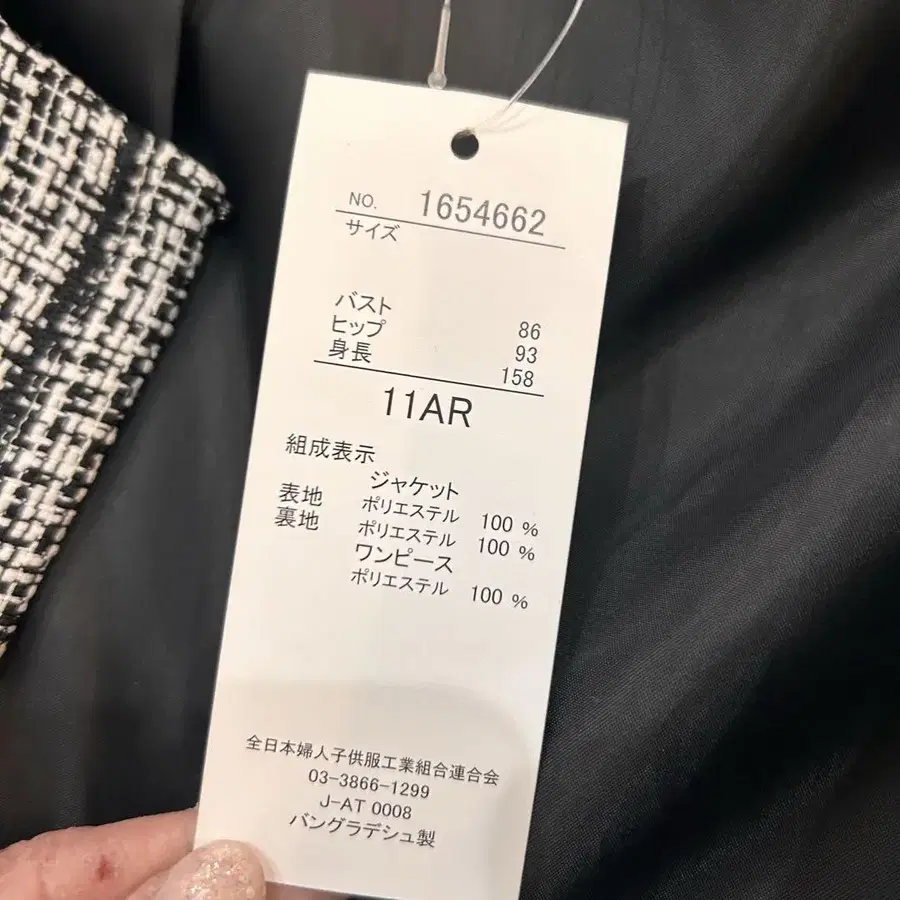 NO. 1654662
サイズ
バスト 86
ヒップ 93
身長 158
11AR
組成表示
ジャケット
表地 ポリエステル 100 %
裏地 ポリエステル 100 %
ワンピース
ポリエステル 100 %
全日本婦人子供服工業組合連合会
03-3866-1299
J-AT 0008
バングラデシュ製